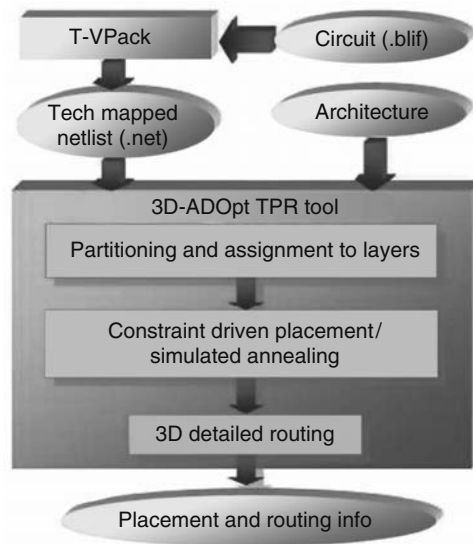 T-VPack
Circuit (.blif)
Tech mapped
netlist (.net)
Architecture
3D-ADOpt TPR tool
Partitioning and assignment to layers
Constraint driven placement/
simulated annealing
3D detailed routing
Placement and routing info